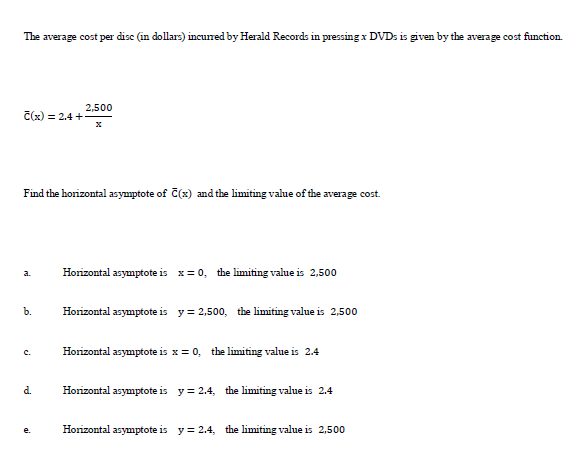 The average cost per disc (in dollars) incurred by Herald Records in pressing x DVDs is given by the average cost function.
C̄(x) = 2.4 + 2,500/x
Find the horizontal asymptote of C̄(x) and the limiting value of the average cost.
a. Horizontal asymptote is x = 0, the limiting value is 2,500
b. Horizontal asymptote is y = 2,500, the limiting value is 2,500
c. Horizontal asymptote is x = 0, the limiting value is 2.4
d. Horizontal asymptote is y = 2.4, the limiting value is 2.4
e. Horizontal asymptote is y = 2.4, the limiting value is 2,500